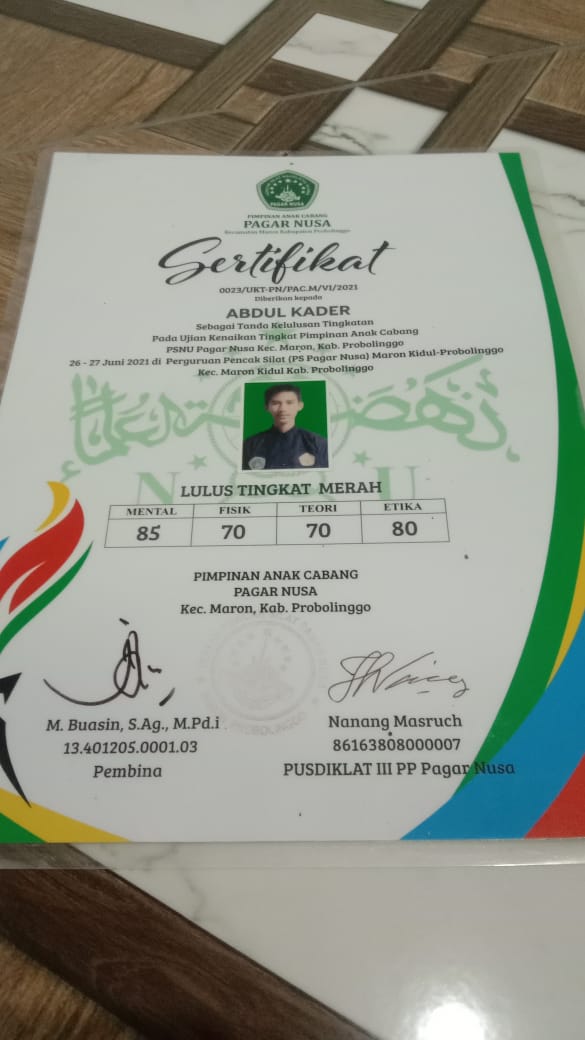 PAGAR NUSA
PIMPINAN ANAK CABANG
PAGAR NUSA
Kecamatan Maron Kabupaten Probolinggo
Sertifikat
0023/UKT-PN/PAC.M/VI/2021
Diberikan kepada
ABDUL KADER
Sebagai Tanda Kelulusan Tingkatan
Pada Ujian Kenaikan Tingkat Pimpinan Anak Cabang
PSNU Pagar Nusa Kec. Maron, Kab. Probolinggo
26 - 27 Juni 2021 di Perguruan Pencak Silat (PS Pagar Nusa) Maron Kidul-Probolinggo
Kec. Maron Kidul Kab. Probolinggo
نهضة العلماء
N U
LULUS TINGKAT MERAH
MENTAL FISIK TEORI ETIKA
85 70 70 80
PIMPINAN ANAK CABANG
PAGAR NUSA
Kec. Maron, Kab. Probolinggo
M. Buasin, S.Ag., M.Pd.i
13.401205.0001.03
Pembina
Nanang Masruch
86163808000007
PUSDIKLAT III PP Pagar Nusa